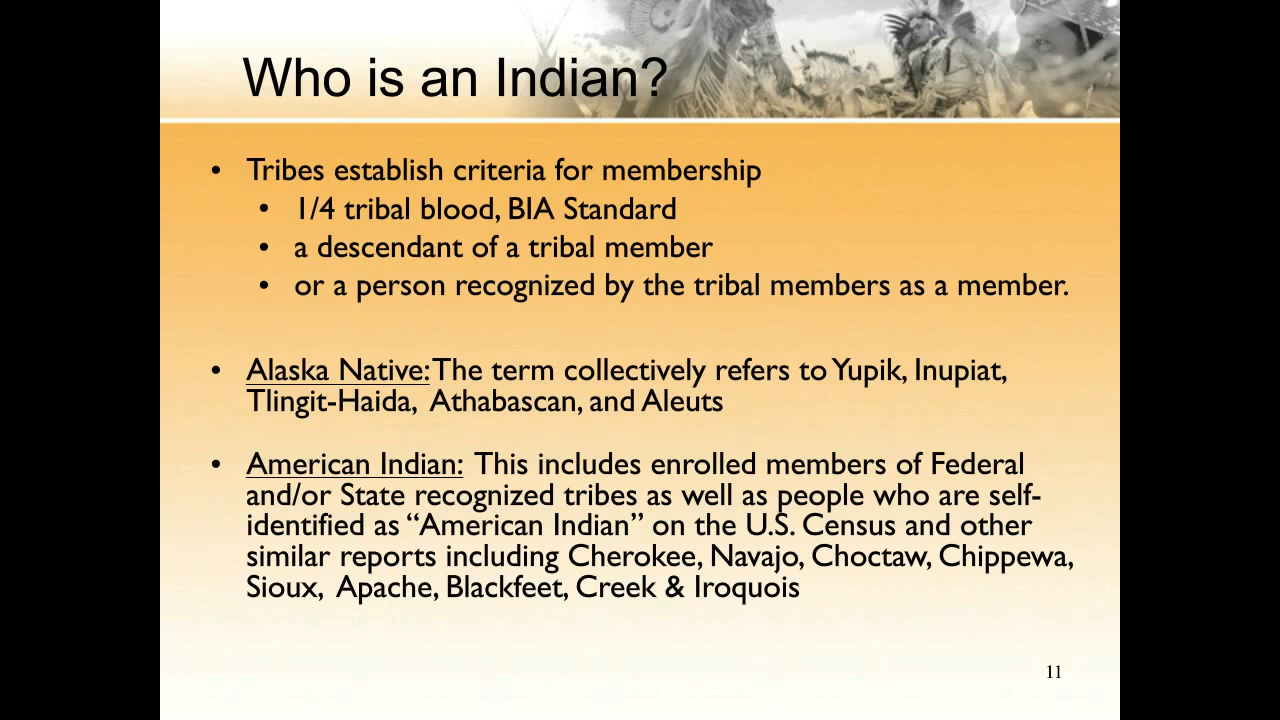 Who is an Indian?
• Tribes establish criteria for membership
• 1/4 tribal blood, BIA Standard
• a descendant of a tribal member
• or a person recognized by the tribal members as a member.
• Alaska Native: The term collectively refers to Yupik, Inupiat,
Tlingit-Haida, Athabascan, and Aleuts
• American Indian: This includes enrolled members of Federal
and/or State recognized tribes as well as people who are self-
identified as “American Indian” on the U.S. Census and other
similar reports including Cherokee, Navajo, Choctaw, Chippewa,
Sioux, Apache, Blackfeet, Creek & Iroquois
11